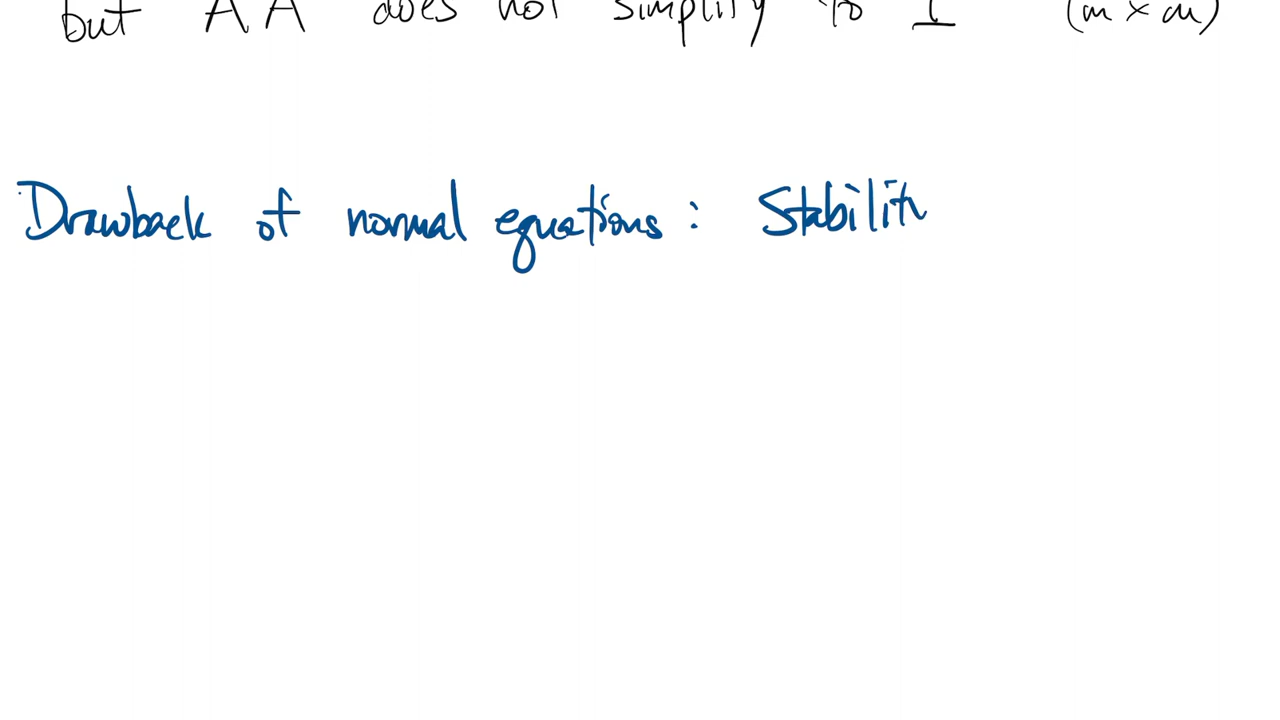 but A A does not simplify to I (m × m)
Drawback of normal equations : Stabilit